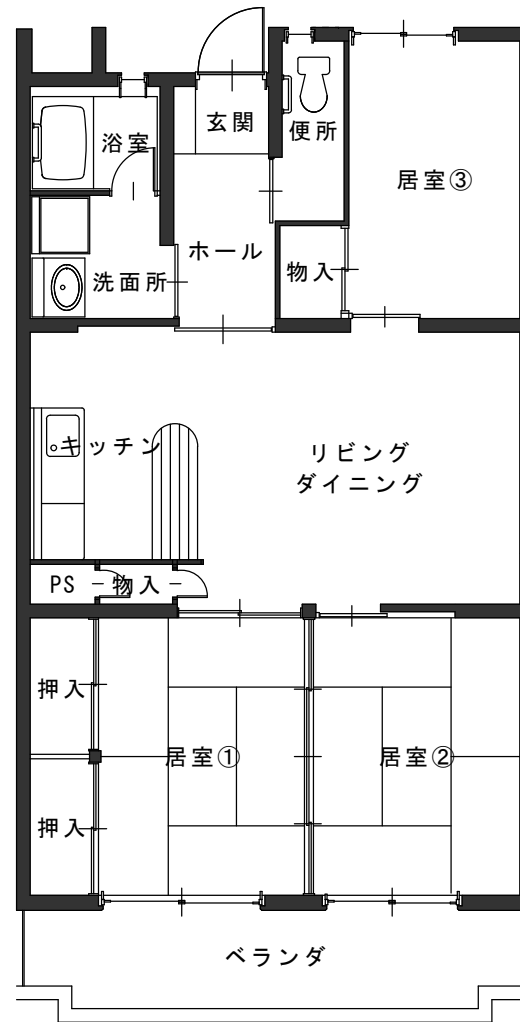 浴室
玄関
便所
居室③
洗面所
ホール
物入
キッチン
リビング
ダイニング
PS
物入
押入
居室①
居室②
押入
ベランダ